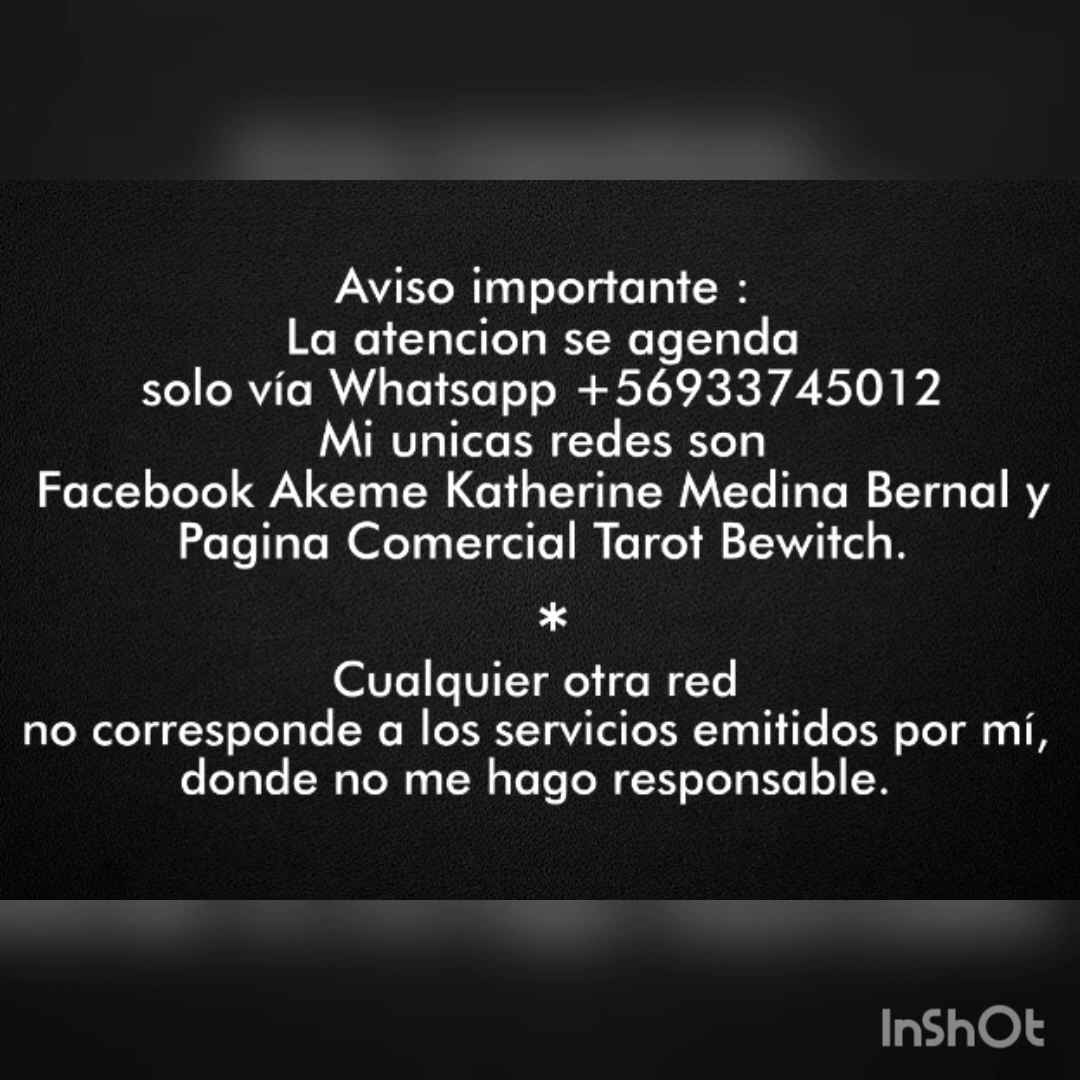 Aviso importante :
La atencion se agenda
solo vía Whatsapp +56933745012
Mi unicas redes son
Facebook Akeme Katherine Medina Bernal y
Pagina Comercial Tarot Bewitch.
*
Cualquier otra red
no corresponde a los servicios emitidos por mí,
donde no me hago responsable.
InShOt